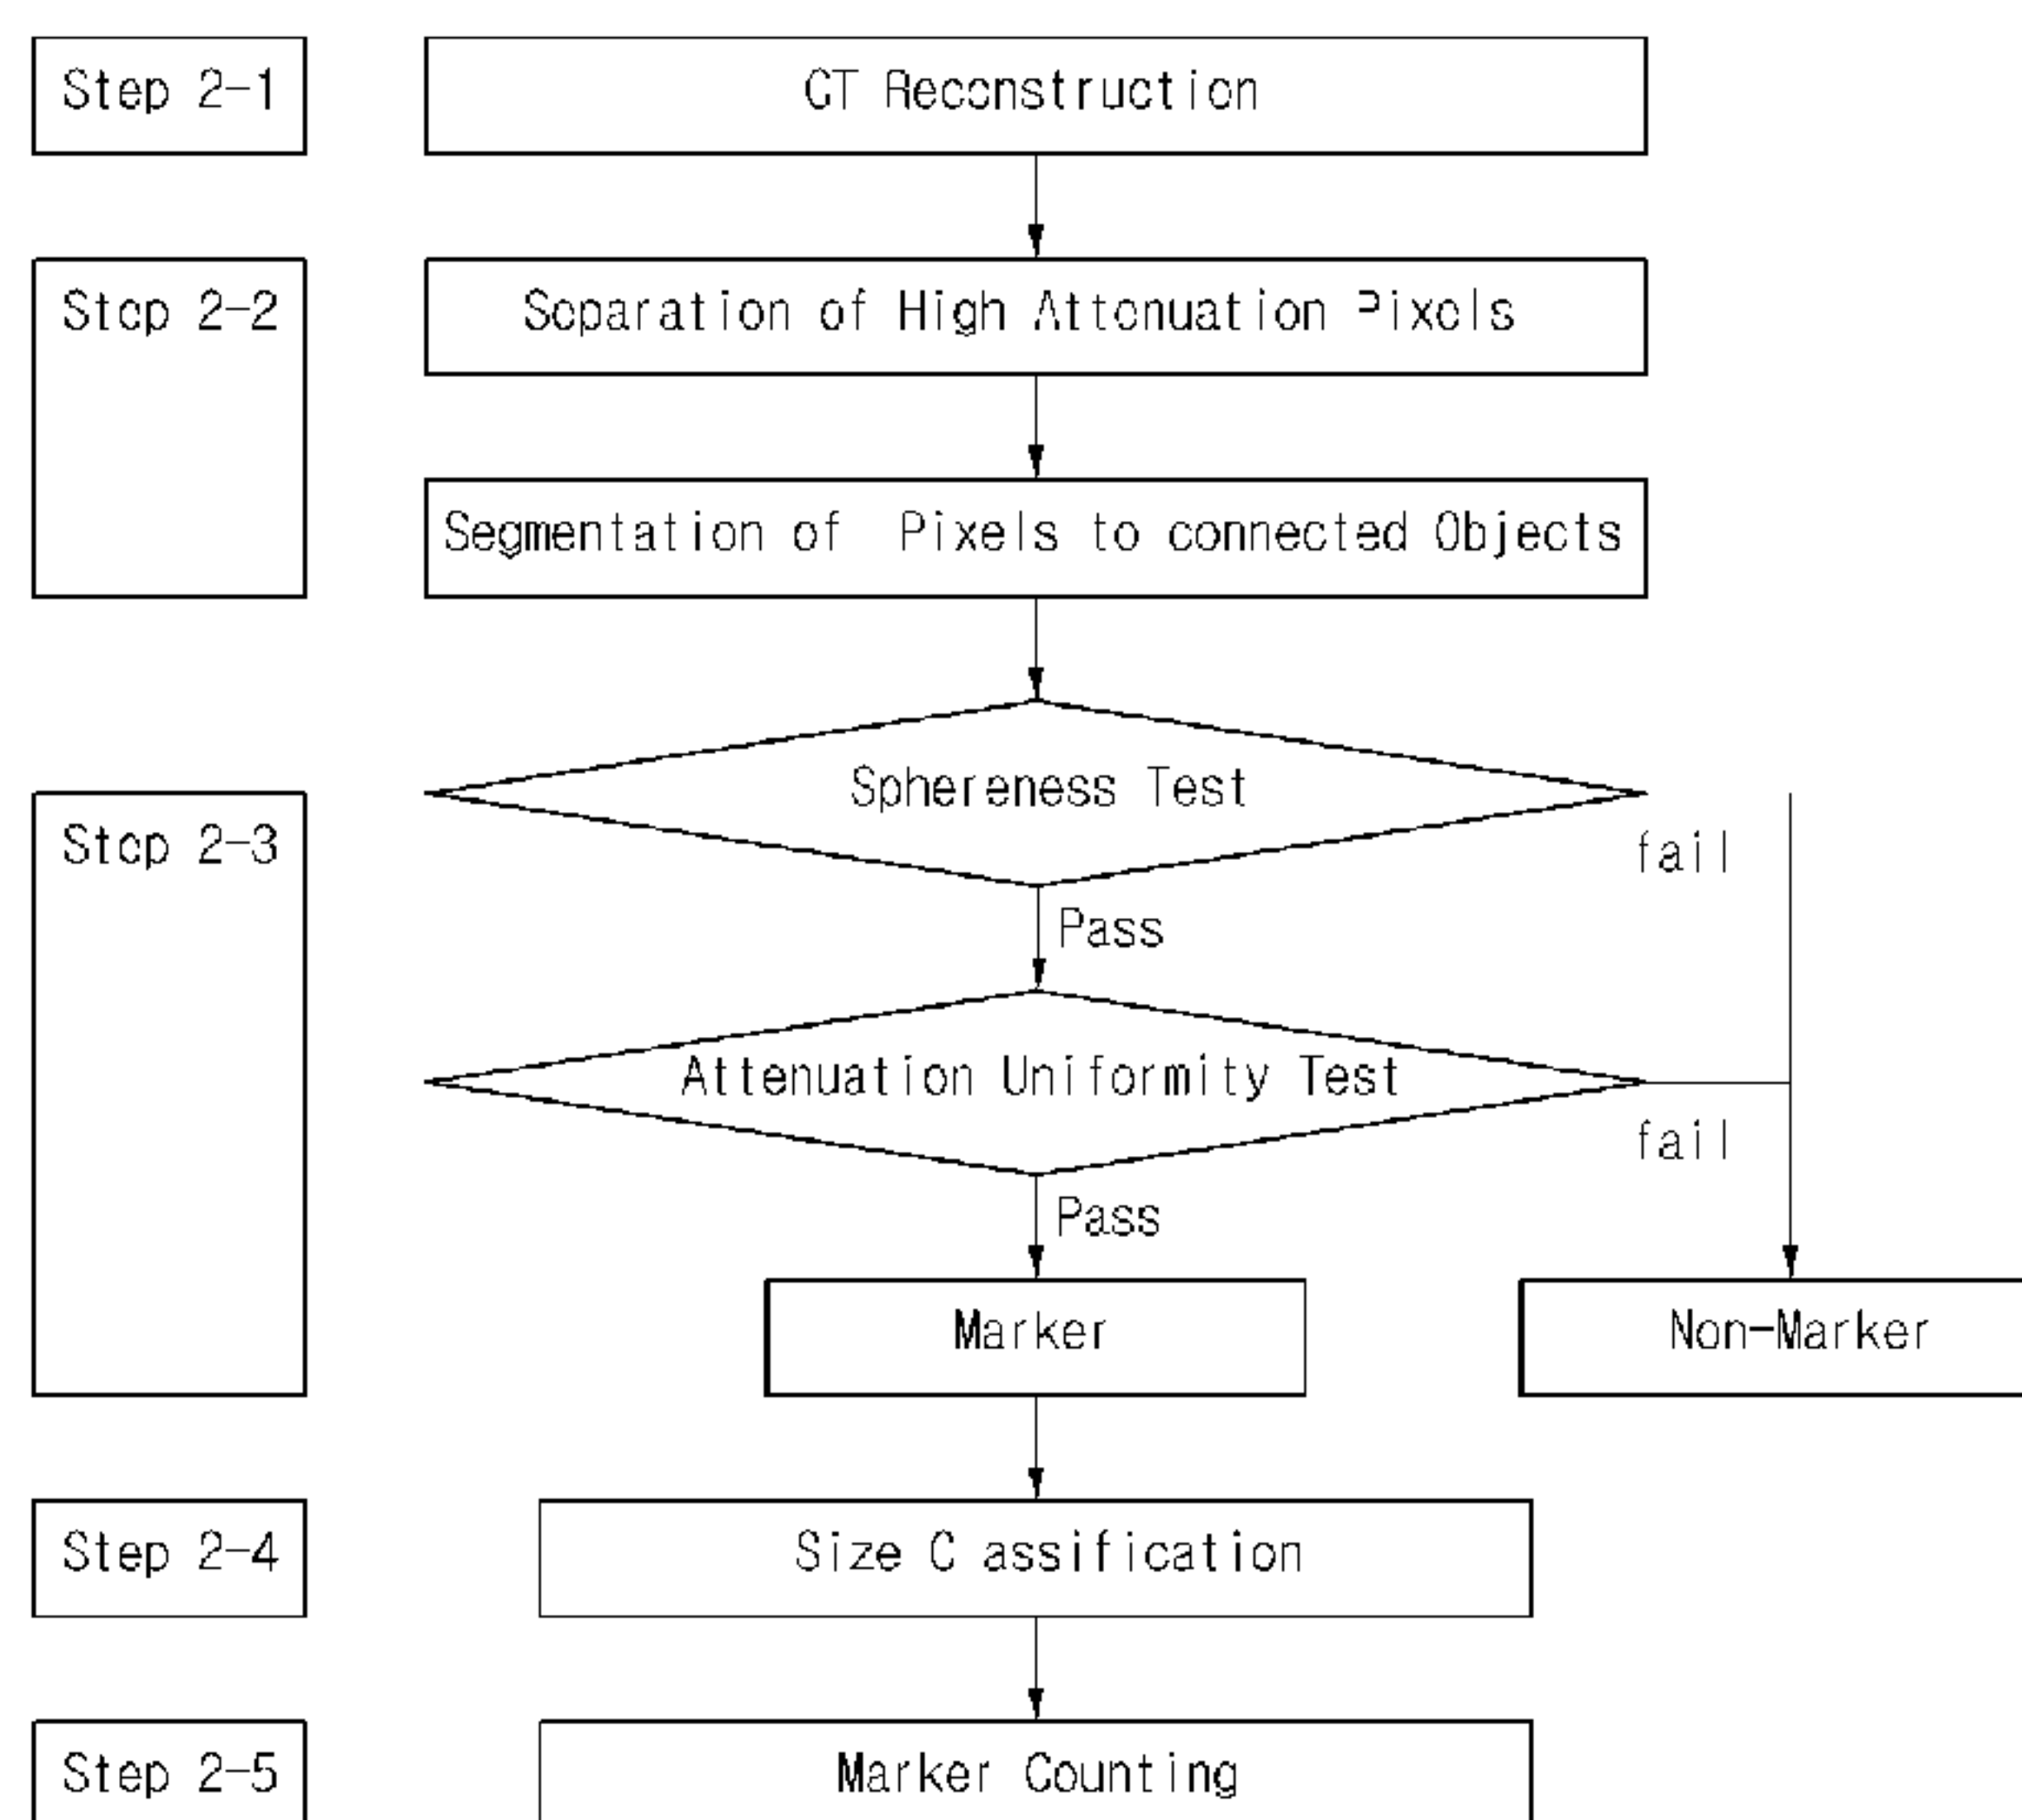 Step 2-1
CT Reconstruction
Step 2-2
Separation of High Attenuation Pixels
Segmentation of Pixels to connected Objects
Step 2-3
Sphereness Test
fail
Pass
Attenuation Uniformity Test
fail
Pass
Marker
Non-Marker
Step 2-4
Size C assification
Step 2-5
Marker Counting